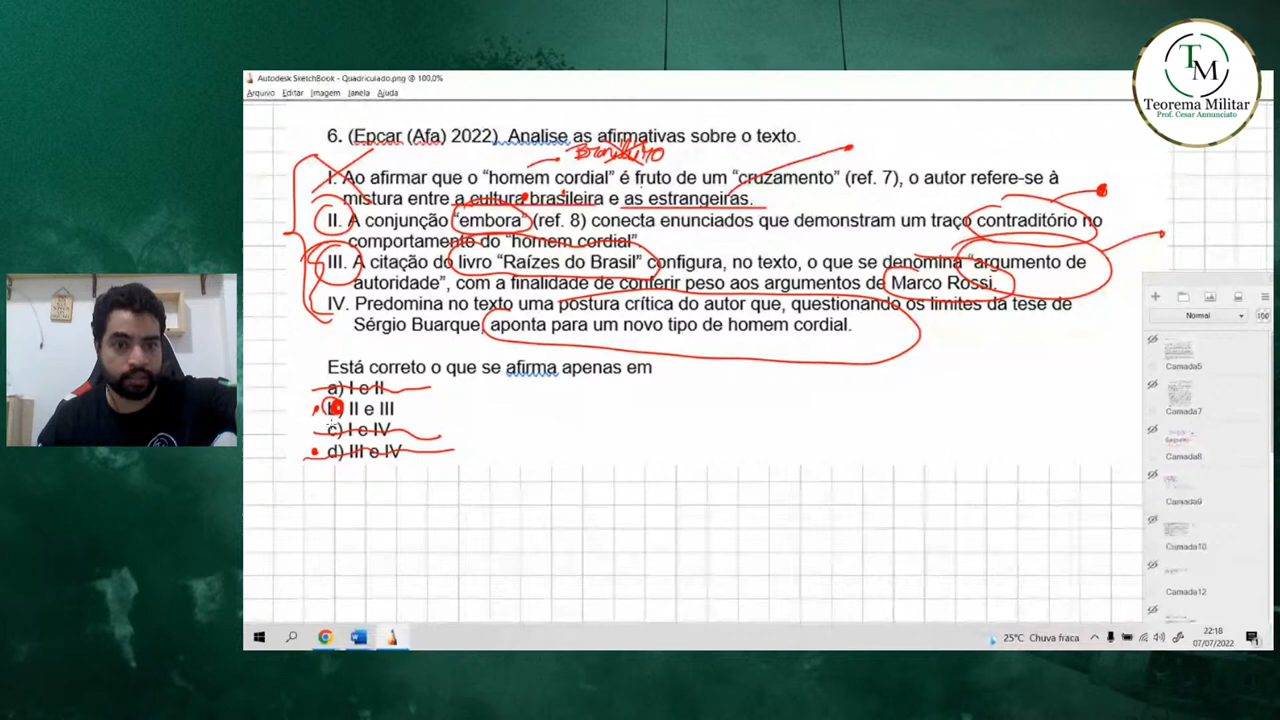 TM
Teorema Militar
Prof. Cesar Annunciato
Autodesk SketchBook - Quadriculado.png @ 100,0%
Arquivo Editar Imagem Janela Ajuda
6. (Epcar (Afa) 2022). Analise as afirmativas sobre o texto.
Brasileiro
I. Ao afirmar que o “homem cordial” é fruto de um “cruzamento” (ref. 7), o autor refere-se à
mistura entre a cultura brasileira e as estrangeiras.
II. A conjunção “embora” (ref. 8) conecta enunciados que demonstram um traço contraditório no
comportamento do “homem cordial”
III. A citação do livro “Raízes do Brasil” configura, no texto, o que se denomina “argumento de
autoridade”, com a finalidade de conferir peso aos argumentos de Marco Rossi.
IV. Predomina no texto uma postura crítica do autor que, questionando os limites da tese de
Sérgio Buarque, aponta para um novo tipo de homem cordial.
Está correto o que se afirma apenas em
a) I e II
b) II e III
c) I e IV
d) III e IV
Normal 100
Camada5
Camada7
Camada8
Camada9
Camada10
Camada12
25°C Chuva fraca
22:18
07/07/2022